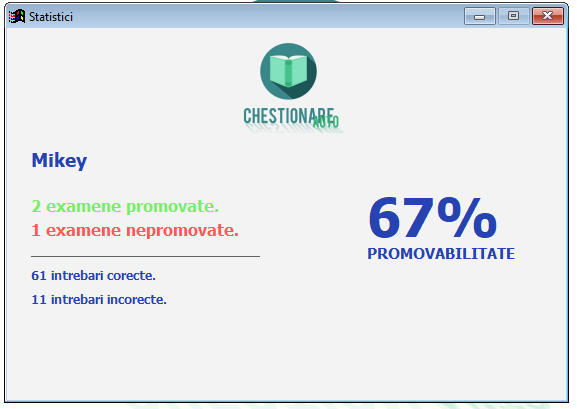 Statistici
CHESTIONARE
AUTO
Mikey
2 examene promovate.
1 examene nepromovate.
67%
PROMOVABILITATE
61 intrebari corecte.
11 intrebari incorecte.